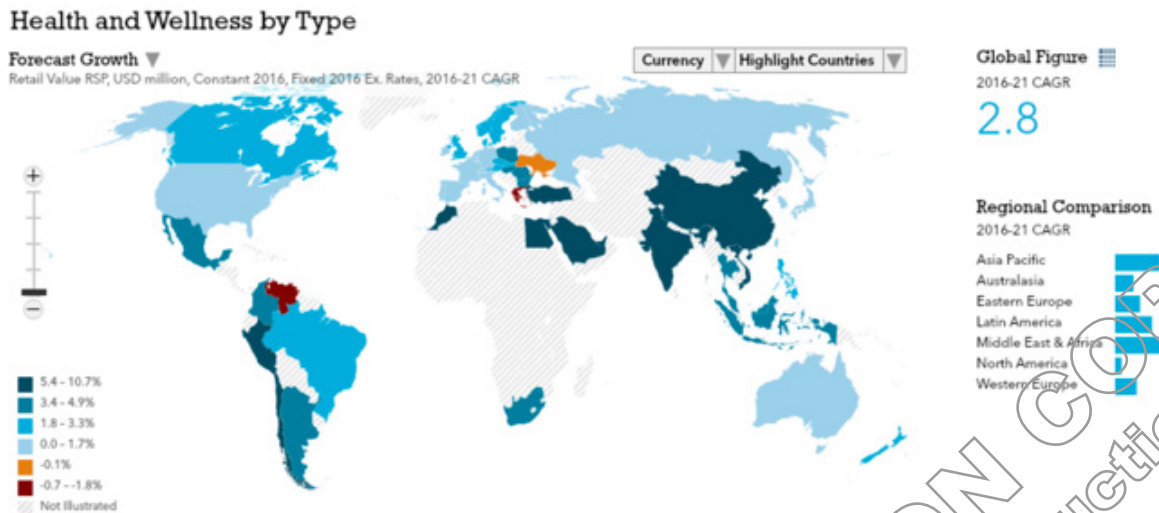 Health and Wellness by Type
Forecast Growth
Retail Value RSP, USD million, Constant 2016, Fixed 2016 Ex. Rates, 2016-21 CAGR
Currency
Highlight Countries
Global Figure
2016-21 CAGR
2.8
+
−
5.4 - 10.7%
3.4 - 4.9%
1.8 - 3.3%
0.0 - 1.7%
-0.1%
-0.7 - -1.8%
Not Illustrated
Regional Comparison
2016-21 CAGR
Asia Pacific
Australasia
Eastern Europe
Latin America
Middle East & Africa
North America
Western Europe